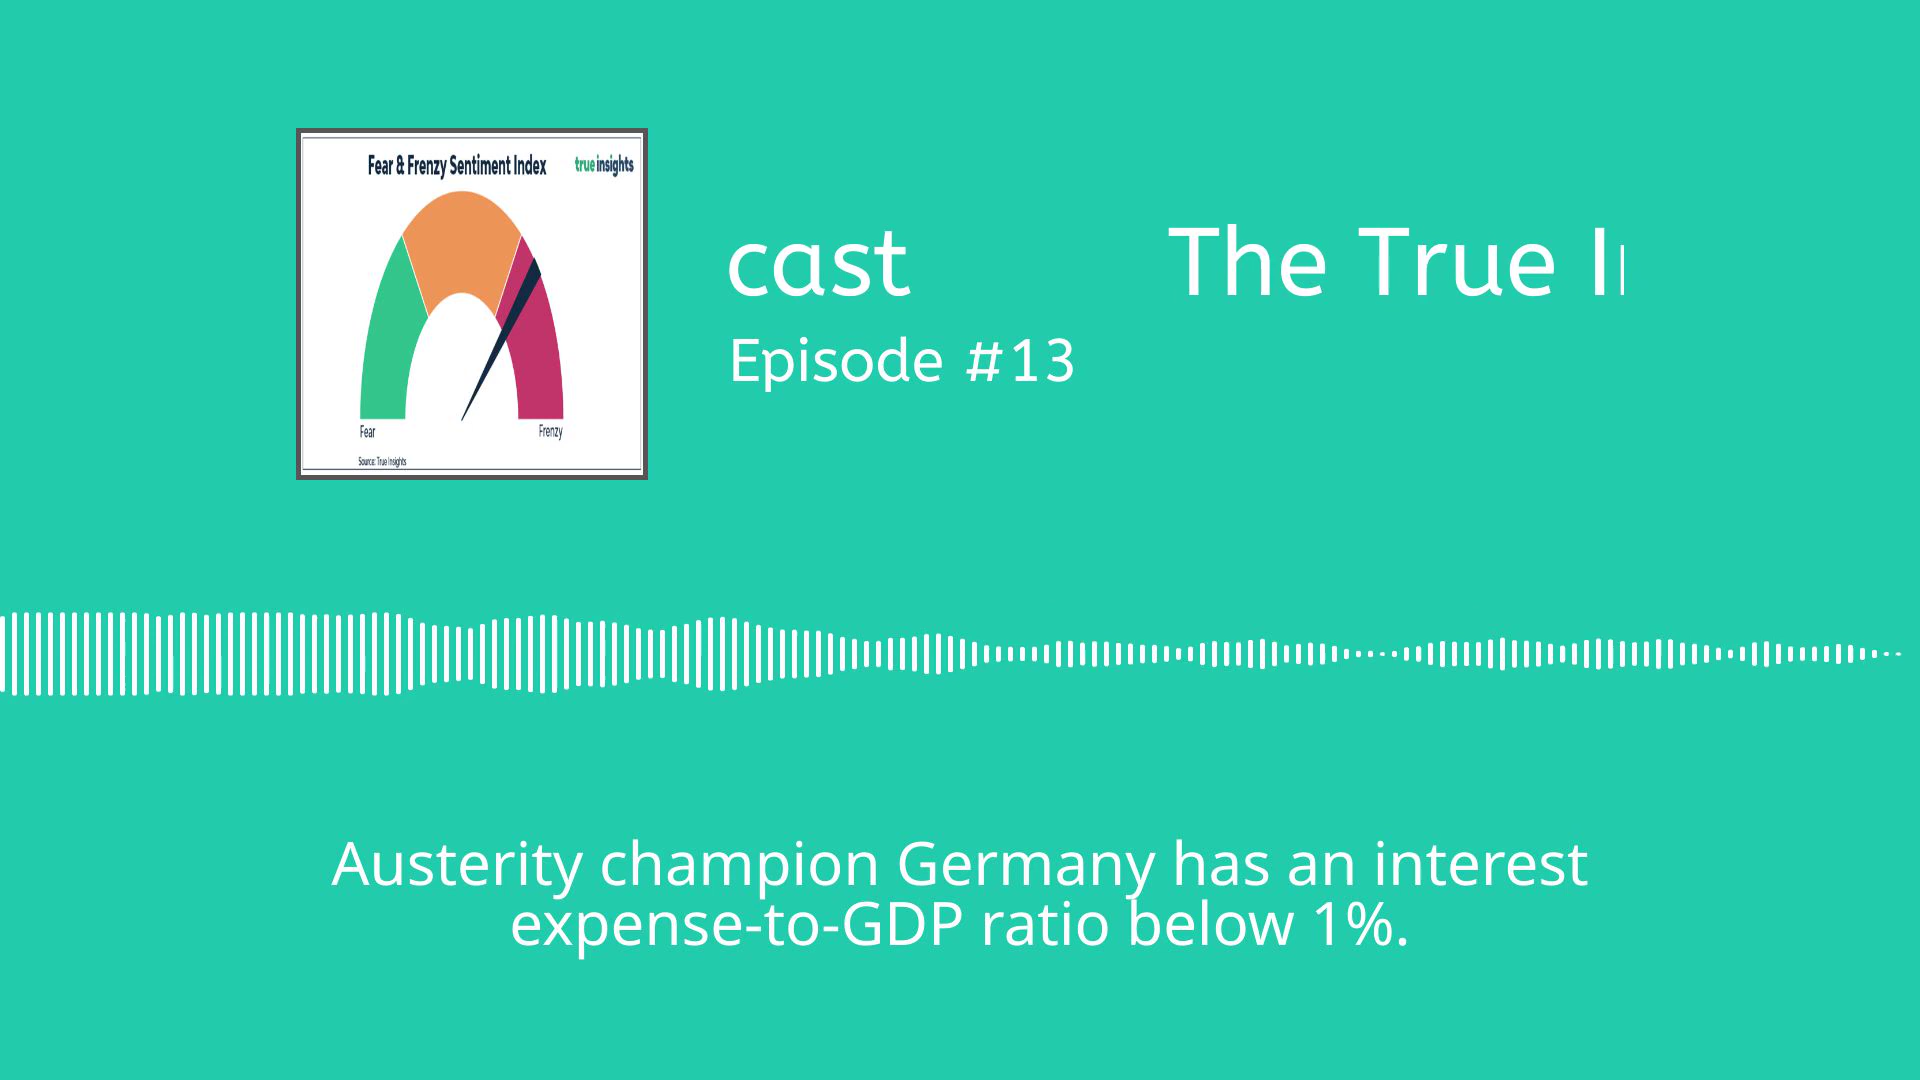 Fear & Frenzy Sentiment Index
true insights
Fear
Frenzy
Source: True Insights
cast The True I
Episode #13
Austerity champion Germany has an interest
expense-to-GDP ratio below 1%.